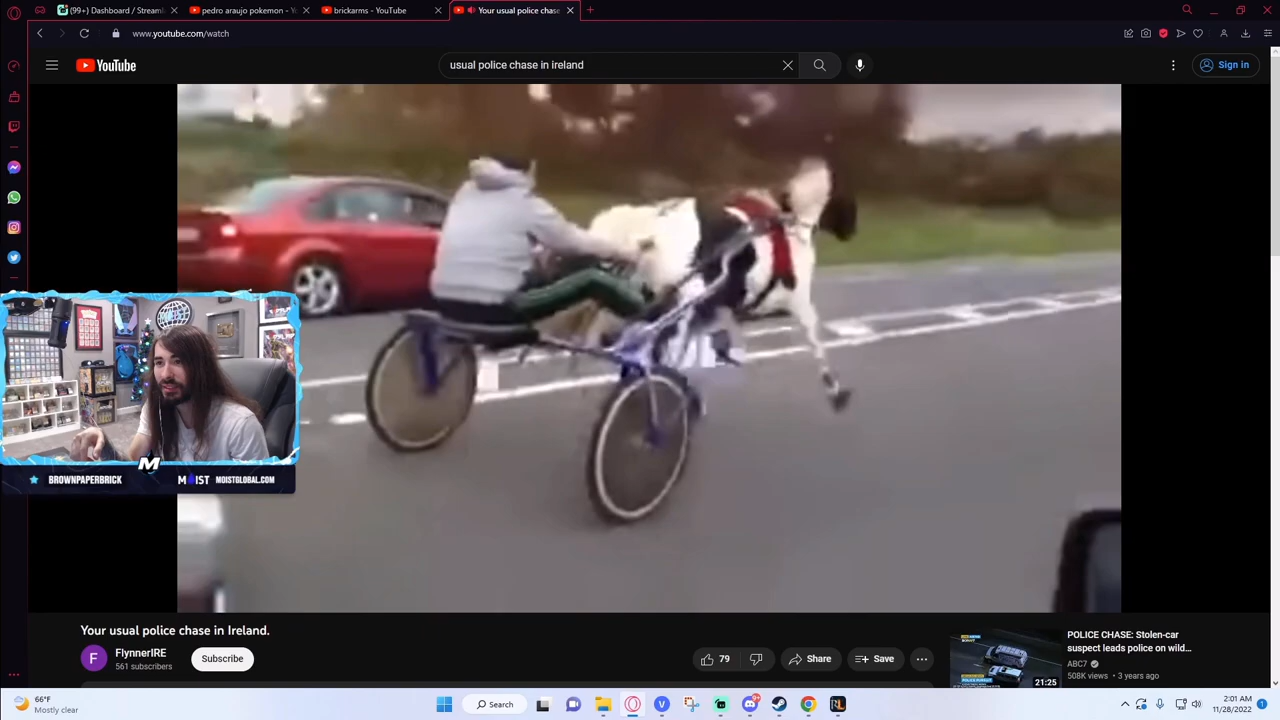 (99+) Dashboard / Streamla
pedro araujo pokemon - Yo
brickarms - YouTube
Your usual police chase
www.youtube.com/watch
YouTube
usual police chase in ireland
Sign in
BROWNPAPERBRICK
M
MOIST
MOISTGLOBAL.COM
Your usual police chase in Ireland.
F
FlynnerIRE
561 subscribers
Subscribe
79
Share
Save
POLICE CHASE: Stolen-car
suspect leads police on wild...
ABC7
508K views • 3 years ago
21:25
66°F
Mostly clear
Search
2:01 AM
11/28/2022